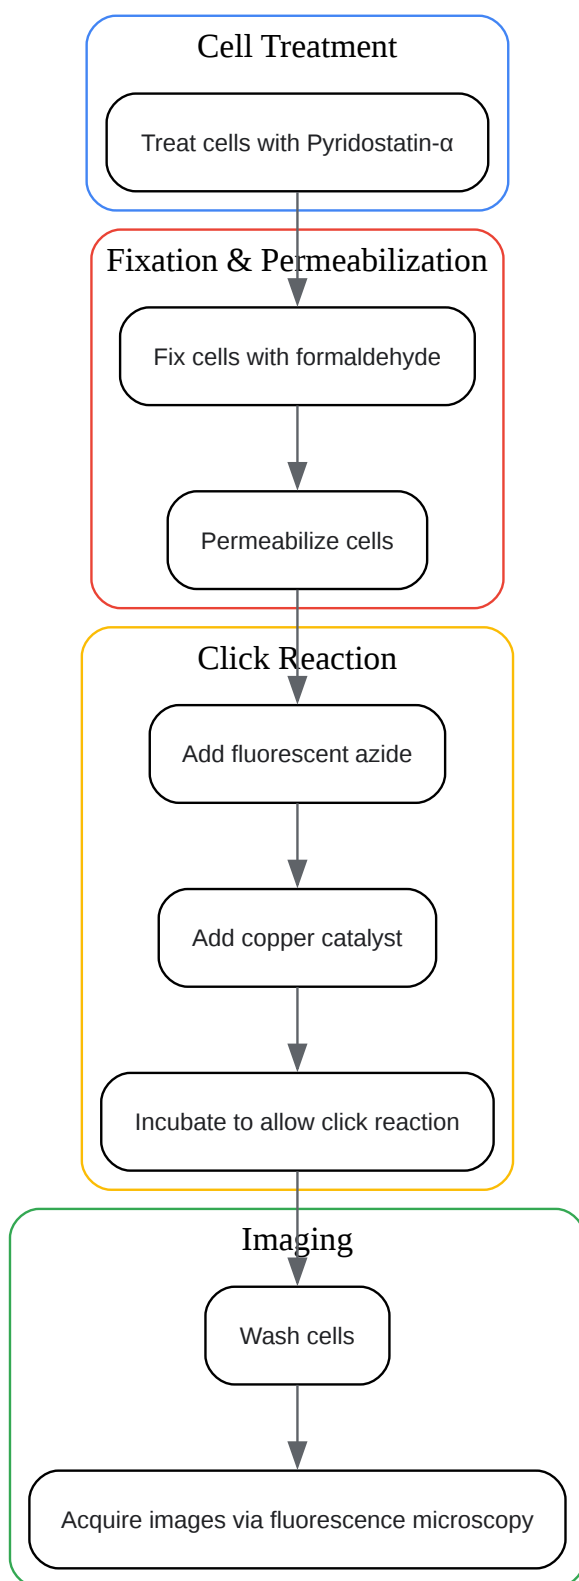 Cell Treatment
Treat cells with Pyridostatin-α
Fixation & Permeabilization
Fix cells with formaldehyde
Permeabilize cells
Click Reaction
Add fluorescent azide
Add copper catalyst
Incubate to allow click reaction
Imaging
Wash cells
Acquire images via fluorescence microscopy